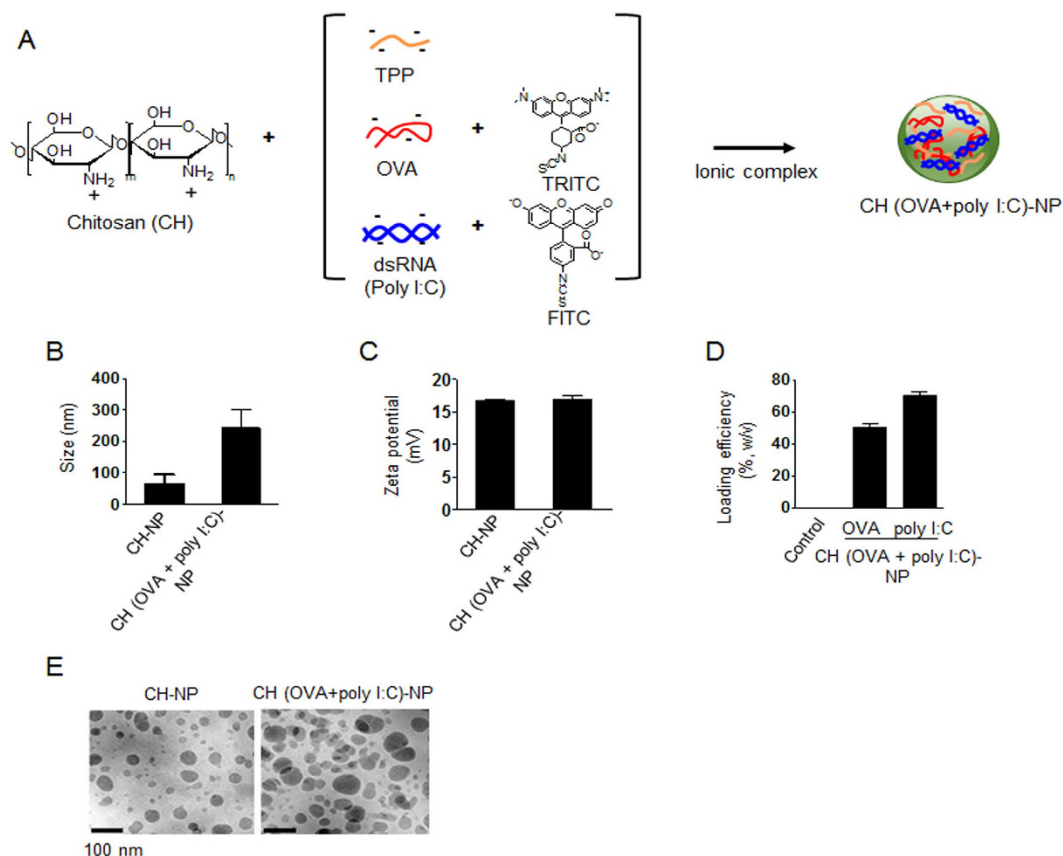 A
TPP
OVA
dsRNA
(Poly I:C)
TRITC
FITC
OH
OH
O
O
O
O
O
HO
HO
OH
OH
NH2
NH2
m
n
+
+
Chitosan (CH)
+
+
+
Ionic complex
CH (OVA+poly I:C)-NP
B
Size (nm)
400
300
200
100
0
CH-NP
CH (OVA + poly I:C)-
NP
C
Zeta potential
(mV)
20
15
10
5
0
CH-NP
CH (OVA + poly I:C)-
NP
D
Loading efficiency
(%, w/v)
80
60
40
20
0
Control
OVA poly I:C
CH (OVA + poly I:C)-
NP
E
CH-NP
CH (OVA+poly I:C)-NP
100 nm